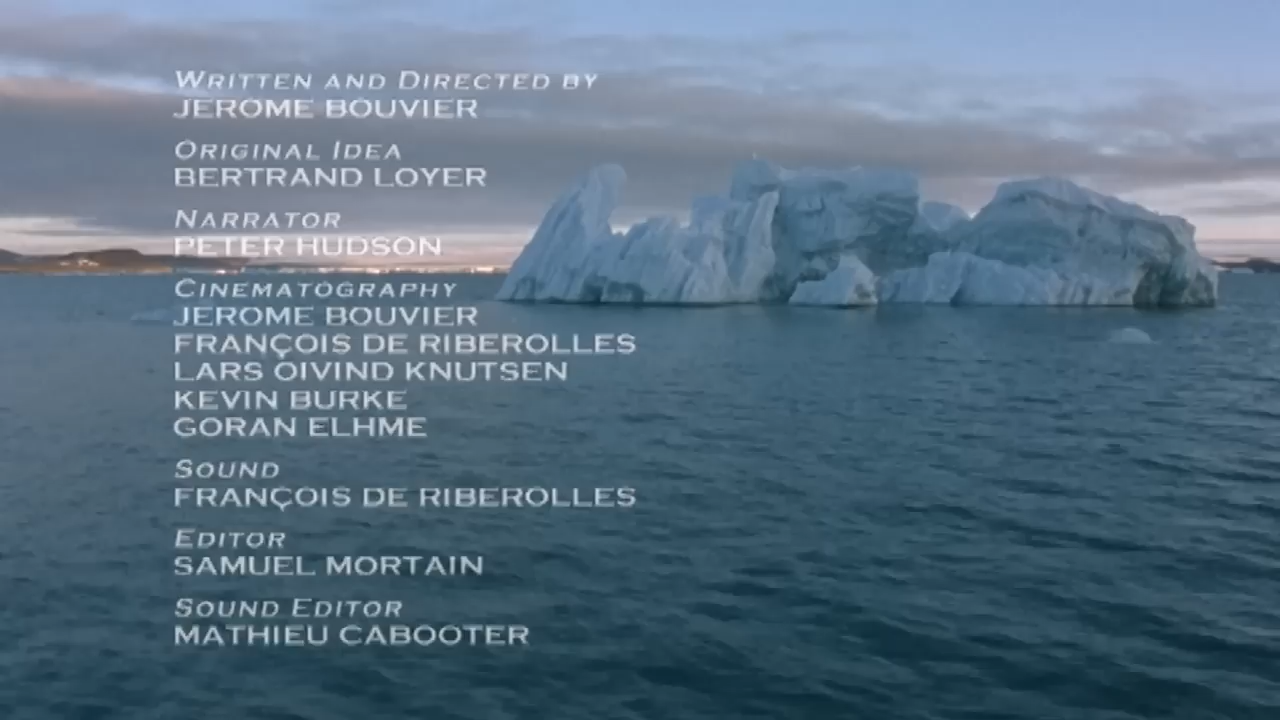 Written and Directed by
JEROME BOUVIER
Original Idea
BERTRAND LOYER
Narrator
PETER HUDSON
Cinematography
JEROME BOUVIER
FRANÇOIS DE RIBEROLLES
LARS OIVIND KNUTSEN
KEVIN BURKE
GORAN ELHME
Sound
FRANÇOIS DE RIBEROLLES
Editor
SAMUEL MORTAIN
Sound Editor
MATHIEU CABOOTER